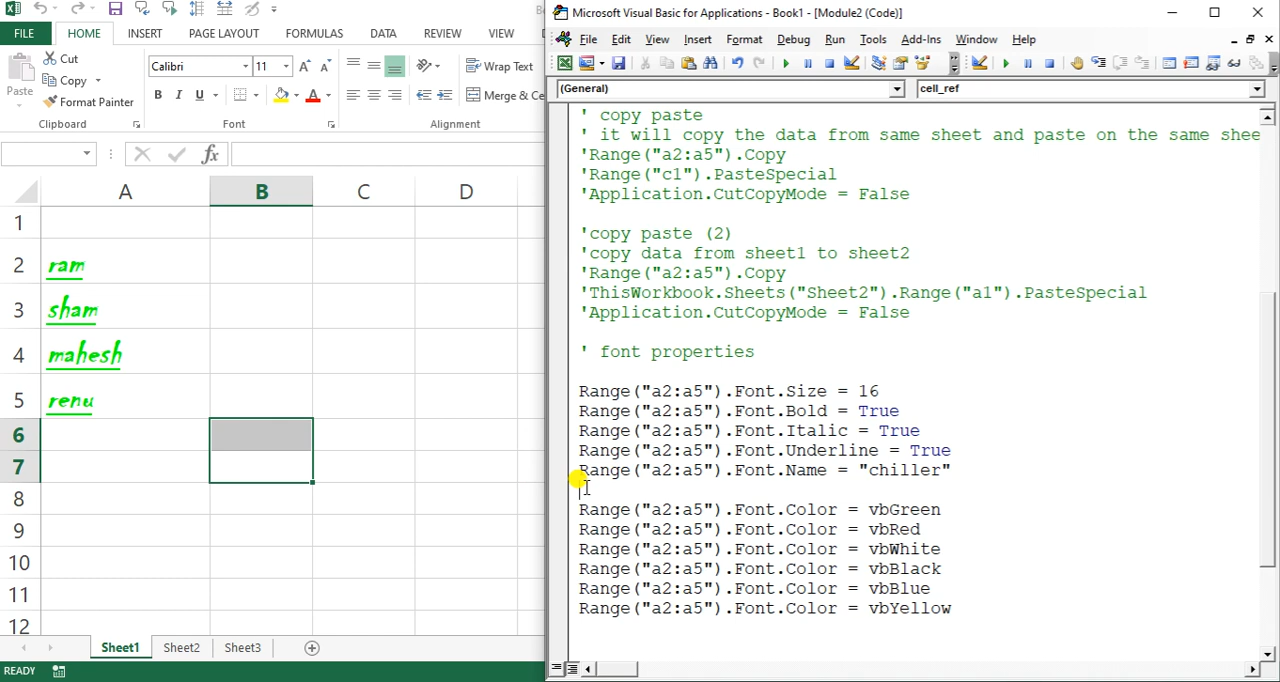 FILE HOME INSERT PAGE LAYOUT FORMULAS DATA REVIEW VIEW
Paste
Cut
Copy
Format Painter
Clipboard
Calibri 11
B I U
Font
Wrap Text
Merge & Ce
Alignment
fx
A B C D
1
2 ram
3 sham
4 mahesh
5 renu
6
7
8
9
10
11
12
Sheet1 Sheet2 Sheet3
READY
Microsoft Visual Basic for Applications - Book1 - [Module2 (Code)]
File Edit View Insert Format Debug Run Tools Add-Ins Window Help
(General) cell_ref
' copy paste
' it will copy the data from same sheet and paste on the same shee
'Range("a2:a5").Copy
'Range("c1").PasteSpecial
'Application.CutCopyMode = False
'copy paste (2)
'copy data from sheet1 to sheet2
'Range("a2:a5").Copy
'ThisWorkbook.Sheets("Sheet2").Range("a1").PasteSpecial
'Application.CutCopyMode = False
' font properties
Range("a2:a5").Font.Size = 16
Range("a2:a5").Font.Bold = True
Range("a2:a5").Font.Italic = True
Range("a2:a5").Font.Underline = True
Range("a2:a5").Font.Name = "chiller"
Range("a2:a5").Font.Color = vbGreen
Range("a2:a5").Font.Color = vbRed
Range("a2:a5").Font.Color = vbWhite
Range("a2:a5").Font.Color = vbBlack
Range("a2:a5").Font.Color = vbBlue
Range("a2:a5").Font.Color = vbYellow